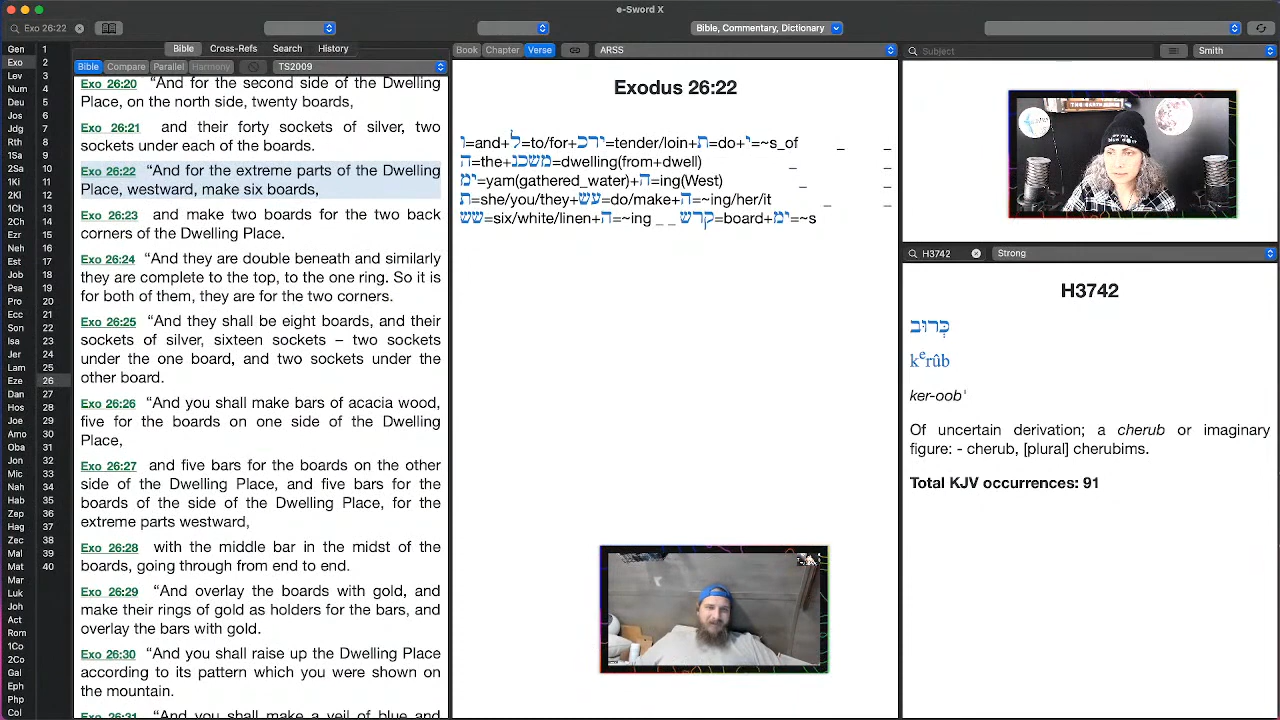 e-Sword X
Exo 26:22
Bible, Commentary, Dictionary
Bible Cross-Refs Search History
Book Chapter Verse ARSS
Subject Smith
Bible Compare Parallel Harmony TS2009
Gen
Exo
Lev
Num
Deu
Jos
Jdg
Rth
1Sa
2Sa
1Ki
2Ki
1Ch
2Ch
Ezr
Neh
Est
Job
Psa
Pro
Ecc
Son
Isa
Jer
Lam
Eze
Dan
Hos
Joe
Amo
Oba
Jon
Mic
Nah
Hab
Zep
Hag
Zec
Mal
Mat
Mar
Luk
Joh
Act
Rom
1Co
2Co
Gal
Eph
Php
Col
1
2
3
4
5
6
7
8
9
10
11
12
13
14
15
16
17
18
19
20
21
22
23
24
25
26
27
28
29
30
31
32
33
34
35
36
37
38
39
40
Exo 26:20 “And for the second side of the Dwelling
Place, on the north side, twenty boards,
Exo 26:21 and their forty sockets of silver, two
sockets under each of the boards.
Exo 26:22 “And for the extreme parts of the Dwelling
Place, westward, make six boards,
Exo 26:23 and make two boards for the two back
corners of the Dwelling Place.
Exo 26:24 “And they are double beneath and similarly
they are complete to the top, to the one ring. So it is
for both of them, they are for the two corners.
Exo 26:25 “And they shall be eight boards, and their
sockets of silver, sixteen sockets – two sockets
under the one board, and two sockets under the
other board.
Exo 26:26 “And you shall make bars of acacia wood,
five for the boards on one side of the Dwelling
Place,
Exo 26:27 and five bars for the boards on the other
side of the Dwelling Place, and five bars for the
boards of the side of the Dwelling Place, for the
extreme parts westward,
Exo 26:28 with the middle bar in the midst of the
boards, going through from end to end.
Exo 26:29 “And overlay the boards with gold, and
make their rings of gold as holders for the bars, and
overlay the bars with gold.
Exo 26:30 “And you shall raise up the Dwelling Place
according to its pattern which you were shown on
the mountain.
Exo 26:31 “And you shall make a veil of blue and
Exodus 26:22
ו=and+ל=to/for+ירכ=tender/loin+ת=do+י=~s_of _ _
ה=the+משכנ=dwelling(from+dwell) _ _
ימ=yam(gathered_water)+ה=ing(West) _ _
ת=she/you/they+עש=do/make+ה=~ing/her/it _ _
שש=six/white/linen+ה=~ing _ _ קרש=board+ימ=~s
H3742 Strong
H3742
כְּרוּב
kᵉrûb
ker-oob'
Of uncertain derivation; a cherub or imaginary
figure: - cherub, [plural] cherubims.
Total KJV occurrences: 91